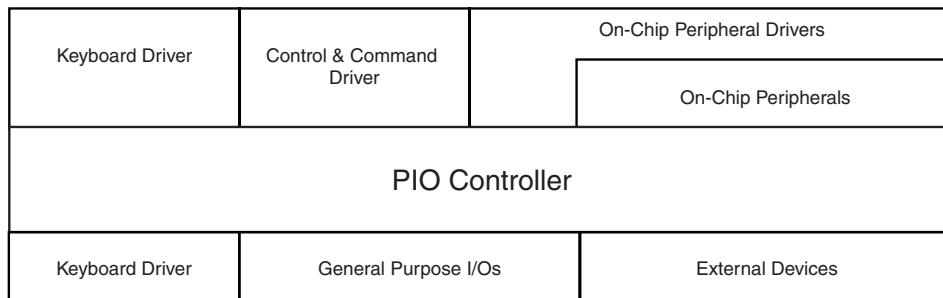 On-Chip Peripheral Drivers
Keyboard Driver
Control & Command
Driver
On-Chip Peripherals
PIO Controller
Keyboard Driver
General Purpose I/Os
External Devices